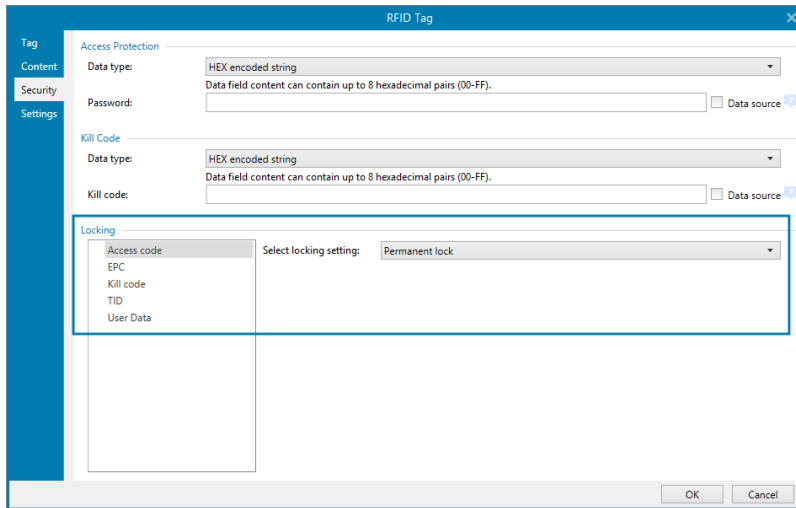 RFID Tag
Tag
Content
Security
Settings
Access Protection
Data type: HEX encoded string
Data field content can contain up to 8 hexadecimal pairs (00-FF).
Password: Data source ?
Kill Code
Data type: HEX encoded string
Data field content can contain up to 8 hexadecimal pairs (00-FF).
Kill code: Data source ?
Locking
Access code Select locking setting: Permanent lock
EPC
Kill code
TID
User Data
OK Cancel